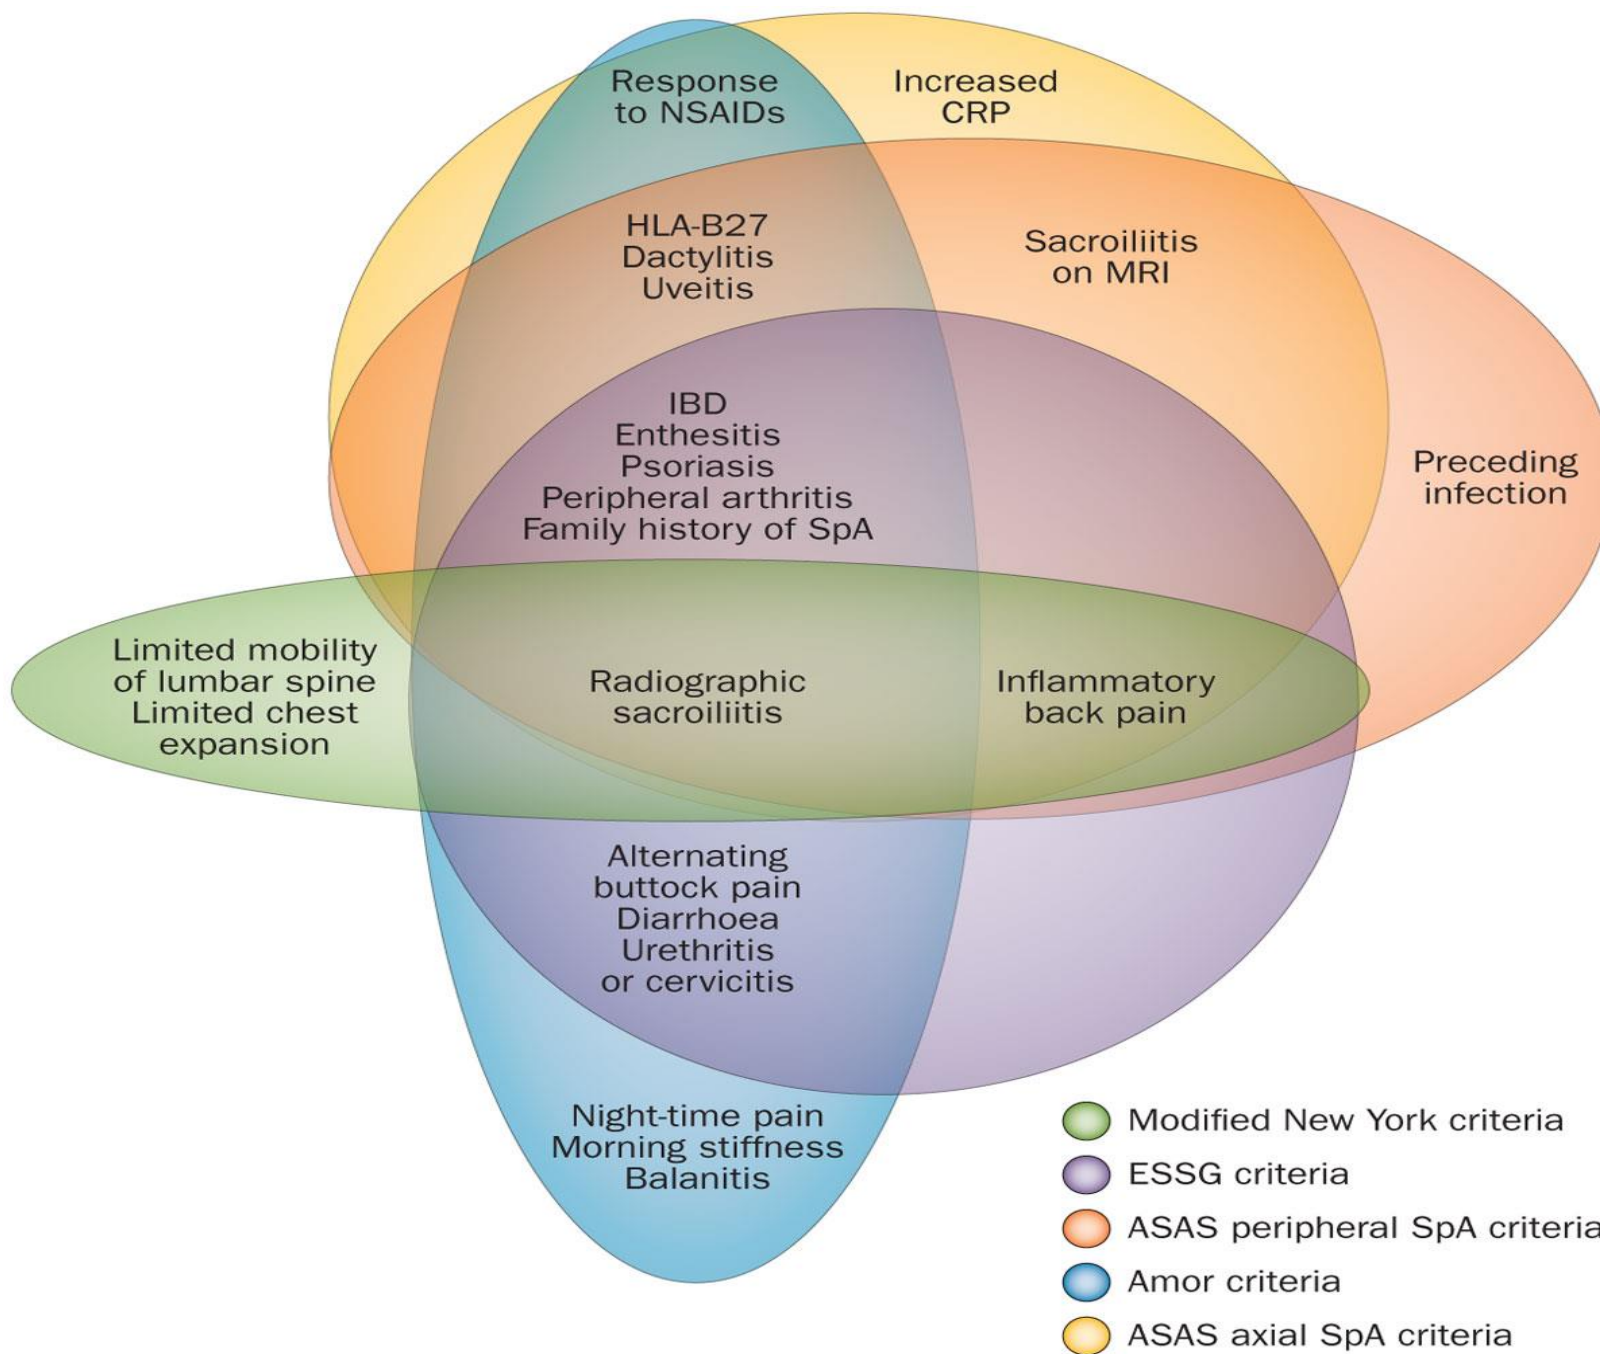 Response
to NSAIDs
Increased
CRP
HLA-B27
Dactylitis
Uveitis
Sacroiliitis
on MRI
IBD
Enthesitis
Psoriasis
Peripheral arthritis
Family history of SpA
Preceding
infection
Limited mobility
of lumbar spine
Limited chest
expansion
Radiographic
sacroiliitis
Inflammatory
back pain
Alternating
buttock pain
Diarrhoea
Urethritis
or cervicitis
Night-time pain
Morning stiffness
Balanitis
Modified New York criteria
ESSG criteria
ASAS peripheral SpA criteria
Amor criteria
ASAS axial SpA criteria